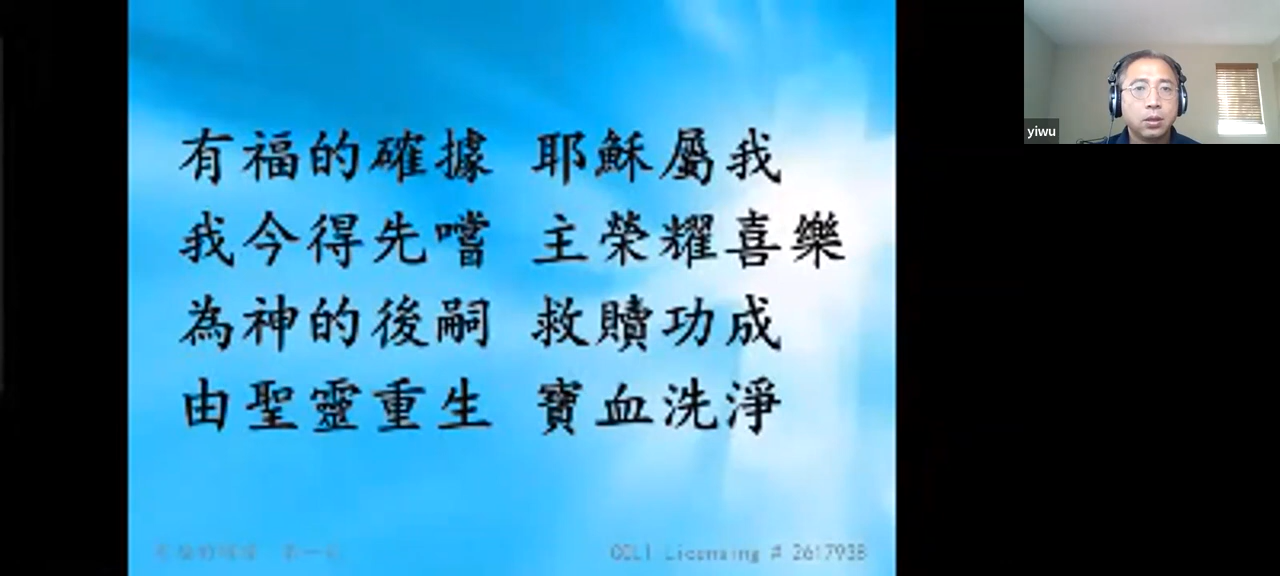 有福的確據 耶穌屬我
我今得先嚐 主榮耀喜樂
為神的後嗣 救贖功成
由聖靈重生 寶血洗淨
CCLI Licensing # 2617938
yiwu